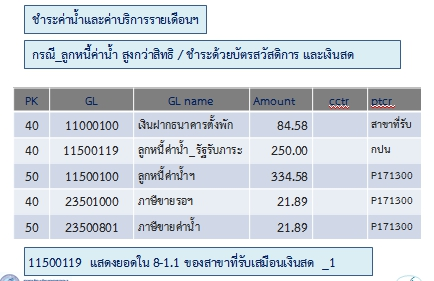 ชำระค่าน้ำและค่าบริการรายเดือนฯ
กรณี_ลูกหนี้ค่าน้ำ สูงกว่าสิทธิ / ชำระด้วยบัตรสวัสดิการ และเงินสด
PK GL GL name Amount cctr ptcr.
40 11000100 เงินฝากธนาคารตั้งพัก 84.58 สาขาที่รับ
40 11500119 ลูกหนี้ค่าน้ำ_รัฐรับภาระ 250.00 กปน
50 11500100 ลูกหนี้ค่าน้ำฯ 334.58 P171300
40 23501000 ภาษีขายรอฯ 21.89 P171300
50 23500801 ภาษีขายค่าน้ำ 21.89 P171300
11500119 แสดงยอดใน 8-1.1 ของสาขาที่รับเสมือนเงินสด _1